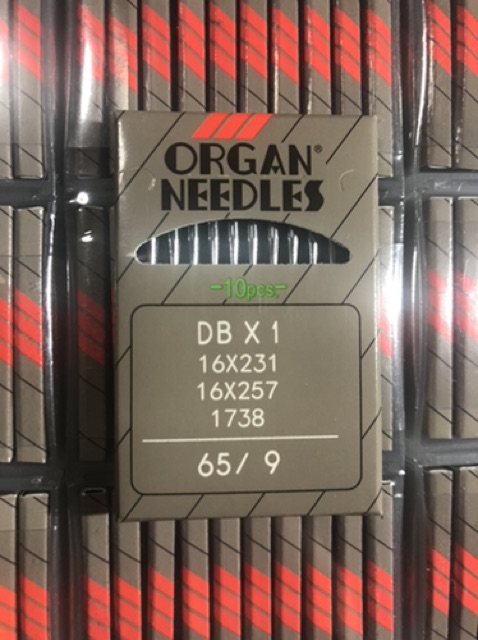 ORGAN®
NEEDLES
-10pcs.-
DB X 1
16X231
16X257
1738
65/ 9